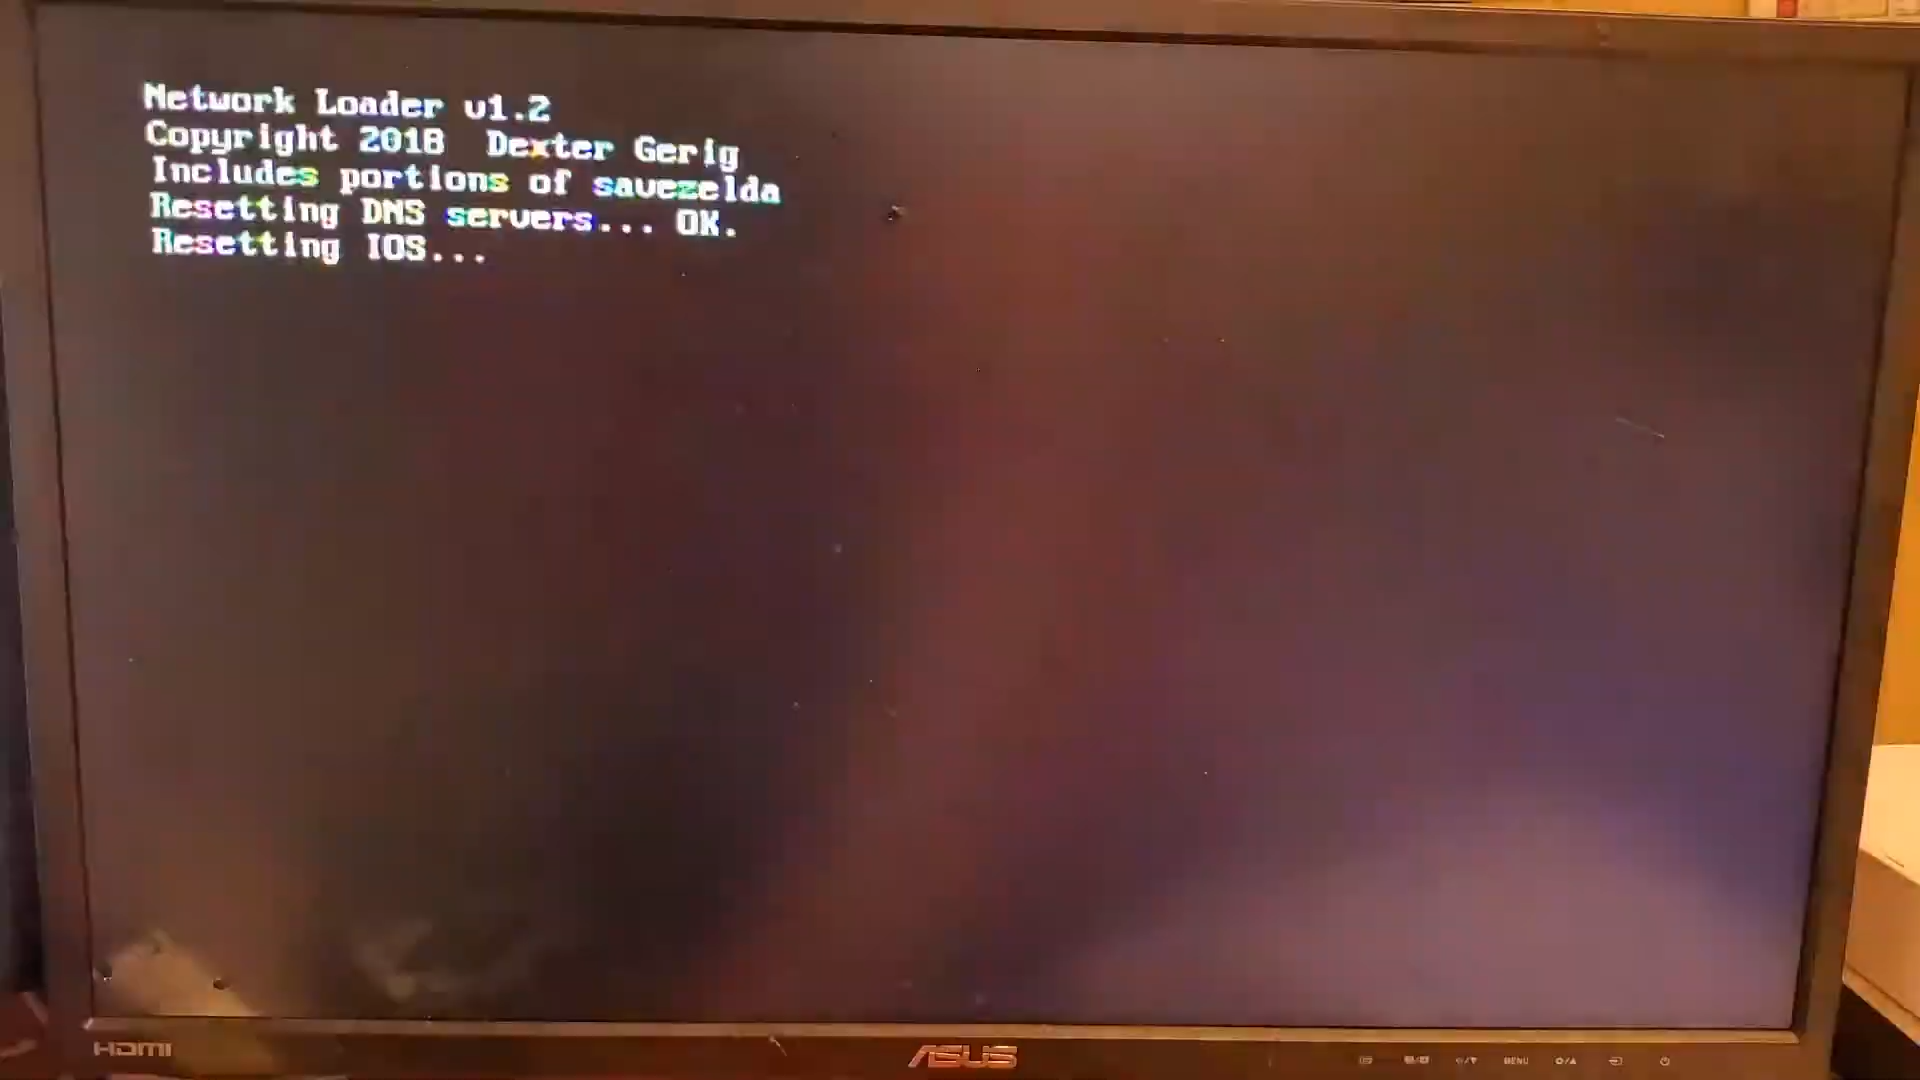 Network Loader v1.2
Copyright 2018  Dexter Gerig
Includes portions of savezelda
Resetting DNS servers... OK.
Resetting IOS...
HDMI
ASUS
MENU